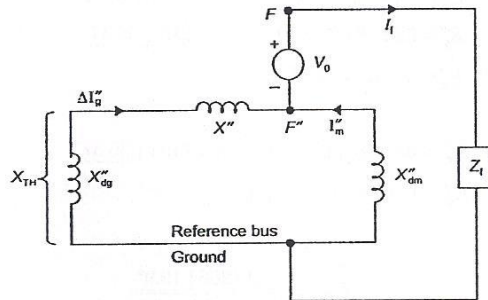 F
I_f
+
V_0
−
ΔI''_g
X''
F''
I''_m
X_TH
X''_dg
X''_dm
Z_f
Reference bus
Ground